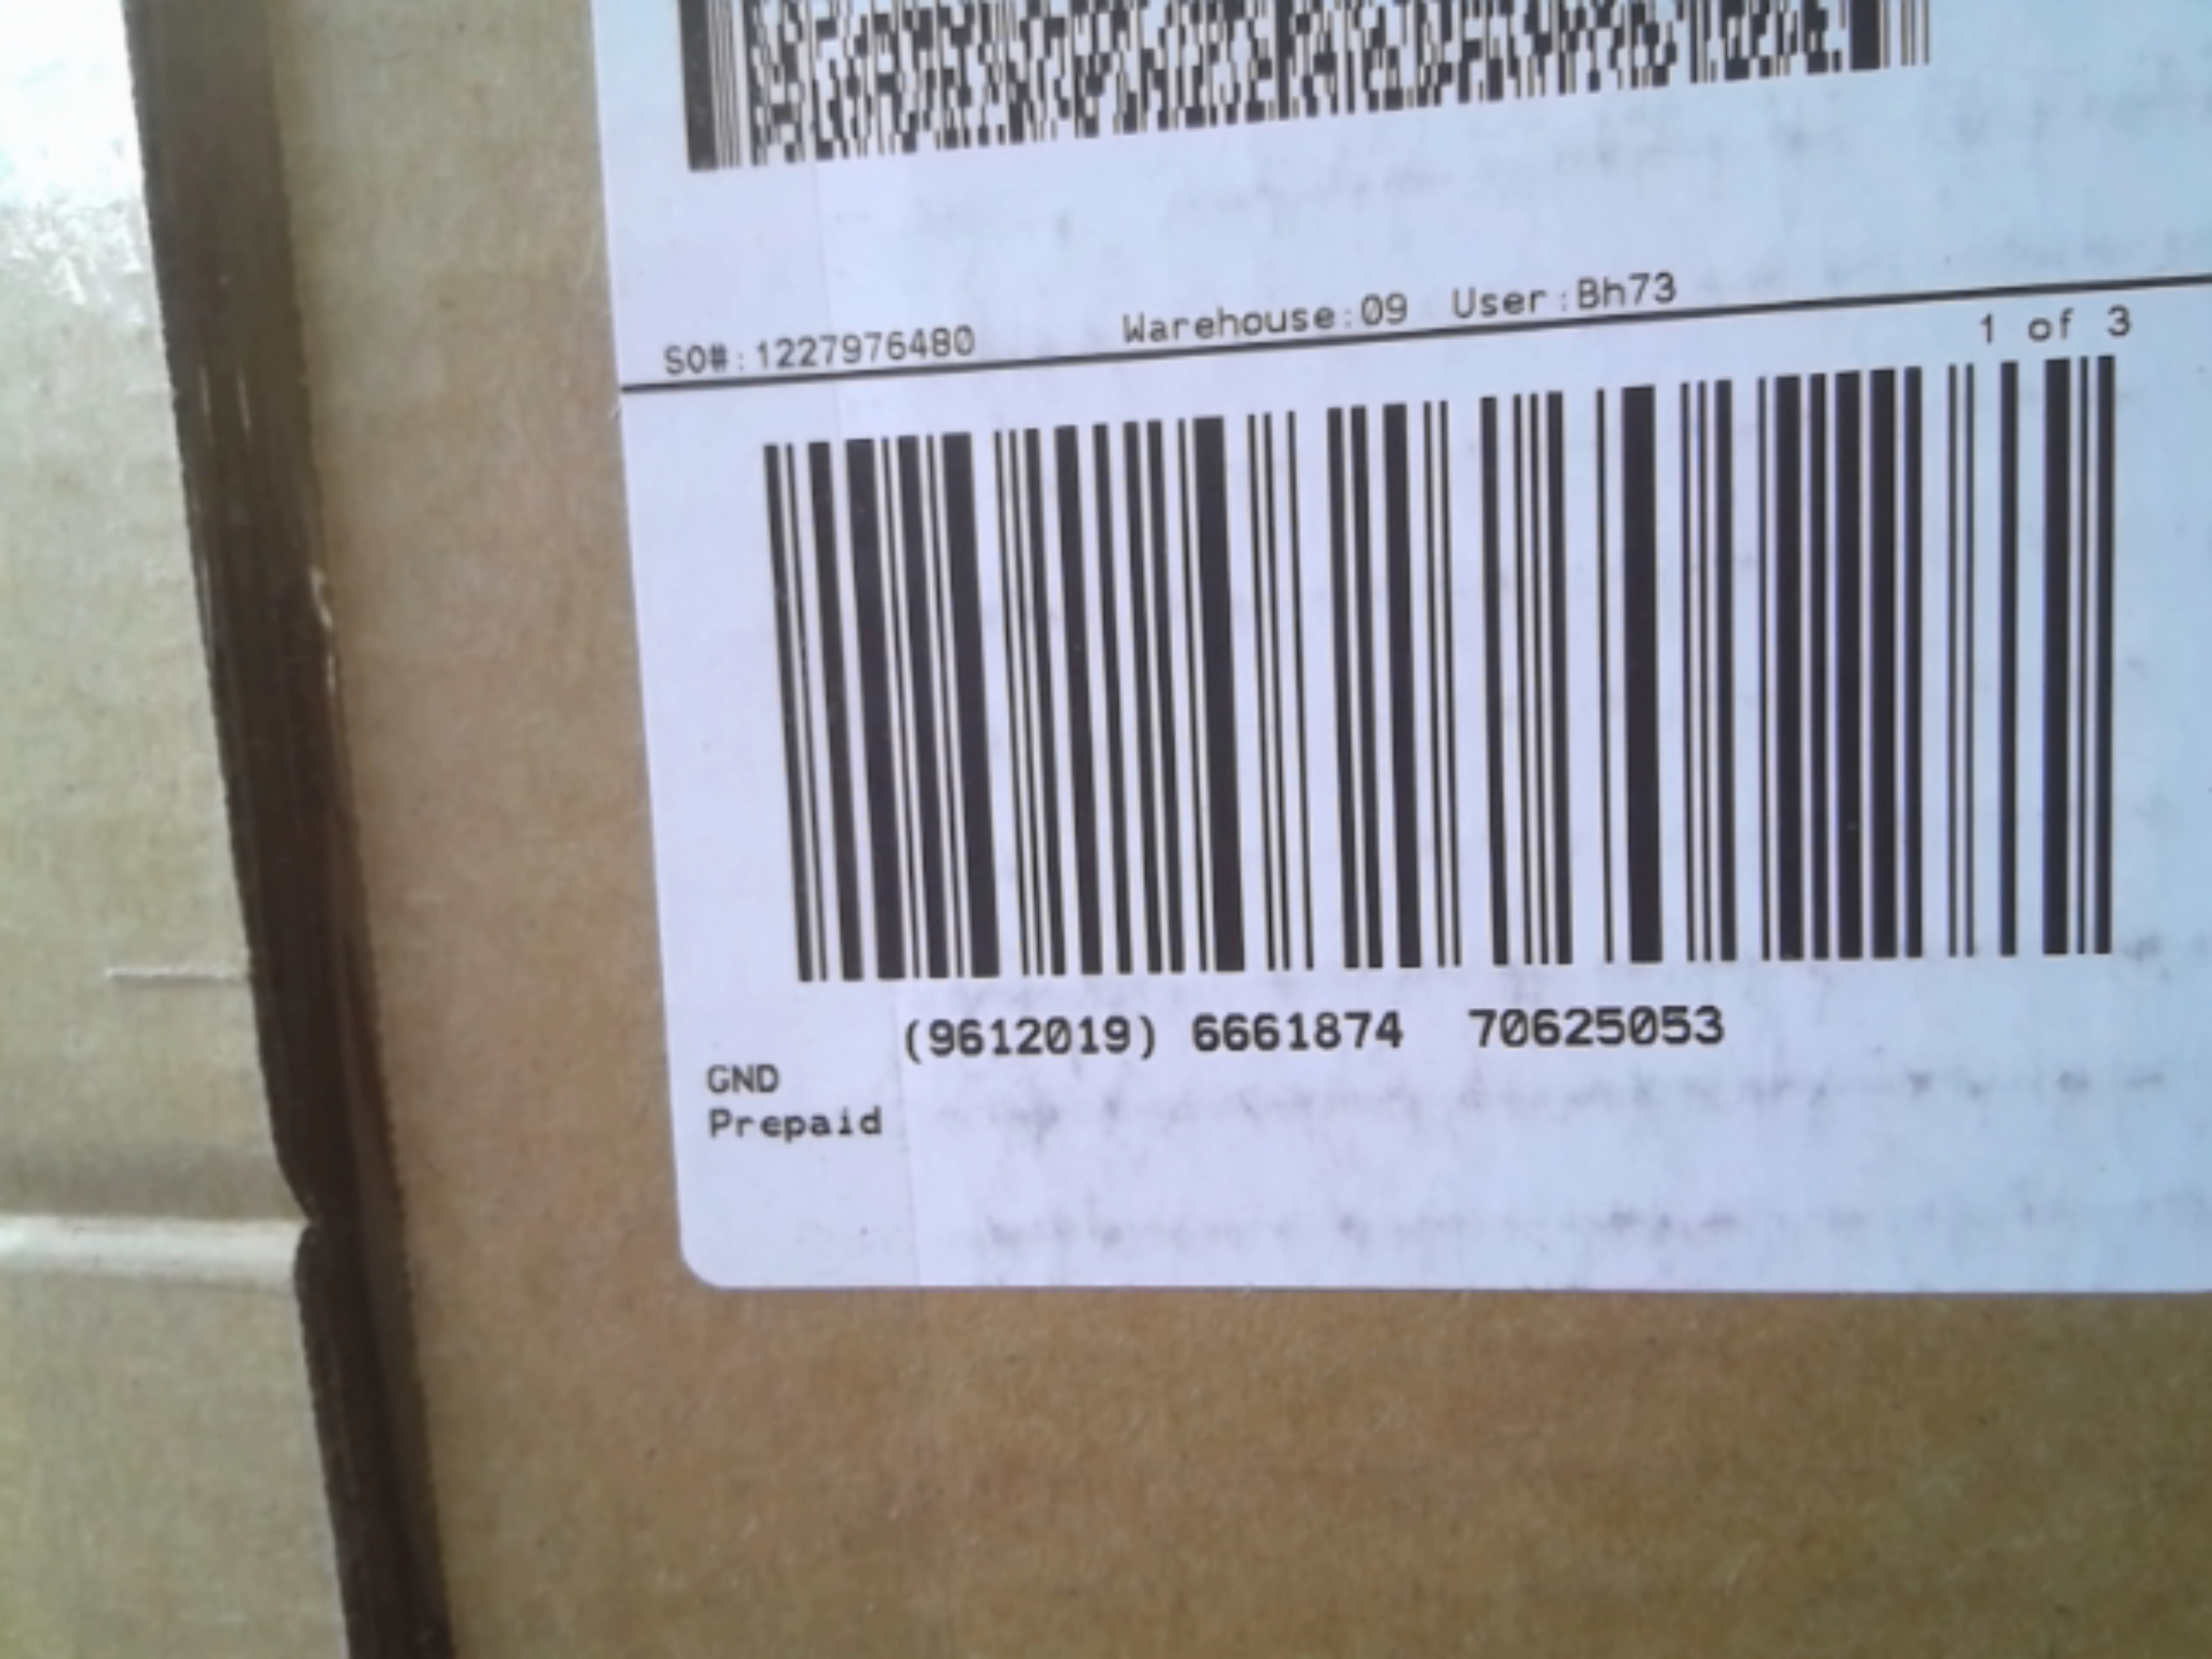 SO#:1227976480 Warehouse:09 User:Bh73
1 of 3
(9612019) 6661874 70625053
GND
Prepaid